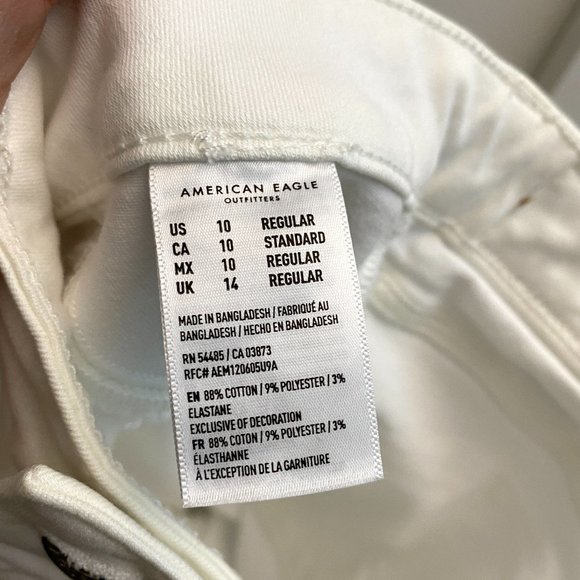 AMERICAN EAGLE
OUTFITTERS
US 10 REGULAR
CA 10 STANDARD
MX 10 REGULAR
UK 14 REGULAR
MADE IN BANGLADESH / FABRIQUÉ AU
BANGLADESH / HECHO EN BANGLADESH
RN 54485 / CA 03873
RFC# AEM120605U9A
EN 88% COTTON / 9% POLYESTER / 3%
ELASTANE
EXCLUSIVE OF DECORATION
FR 88% COTON / 9% POLYESTER / 3%
ÉLASTHANNE
À L'EXCEPTION DE LA GARNITURE